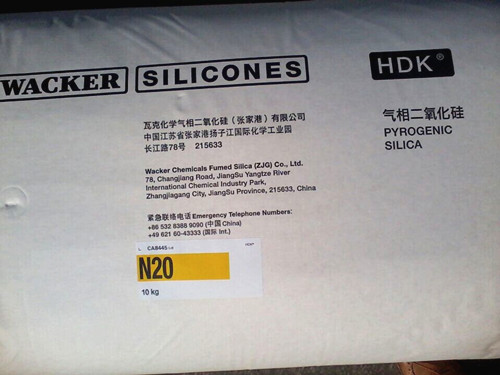 WACKER SILICONES
HDK®
瓦克化学气相二氧化硅（张家港）有限公司
中国江苏省张家港扬子江国际化学工业园
长江路78号 215633
气相二氧化硅
PYROGENIC
SILICA
Wacker Chemicals Fumed Silica (ZJG) Co., Ltd.
78, Changjiang Road, JiangSu Yangtze River
International Chemical Industry Park,
Zhangjiagang City, JiangSu Province, 215633, China
紧急联络电话 Emergency Telephone Numbers:
+86 532 8388 9090 (中国 China)
+49 621 60-43333 (国际 Int.)
N20
10 kg